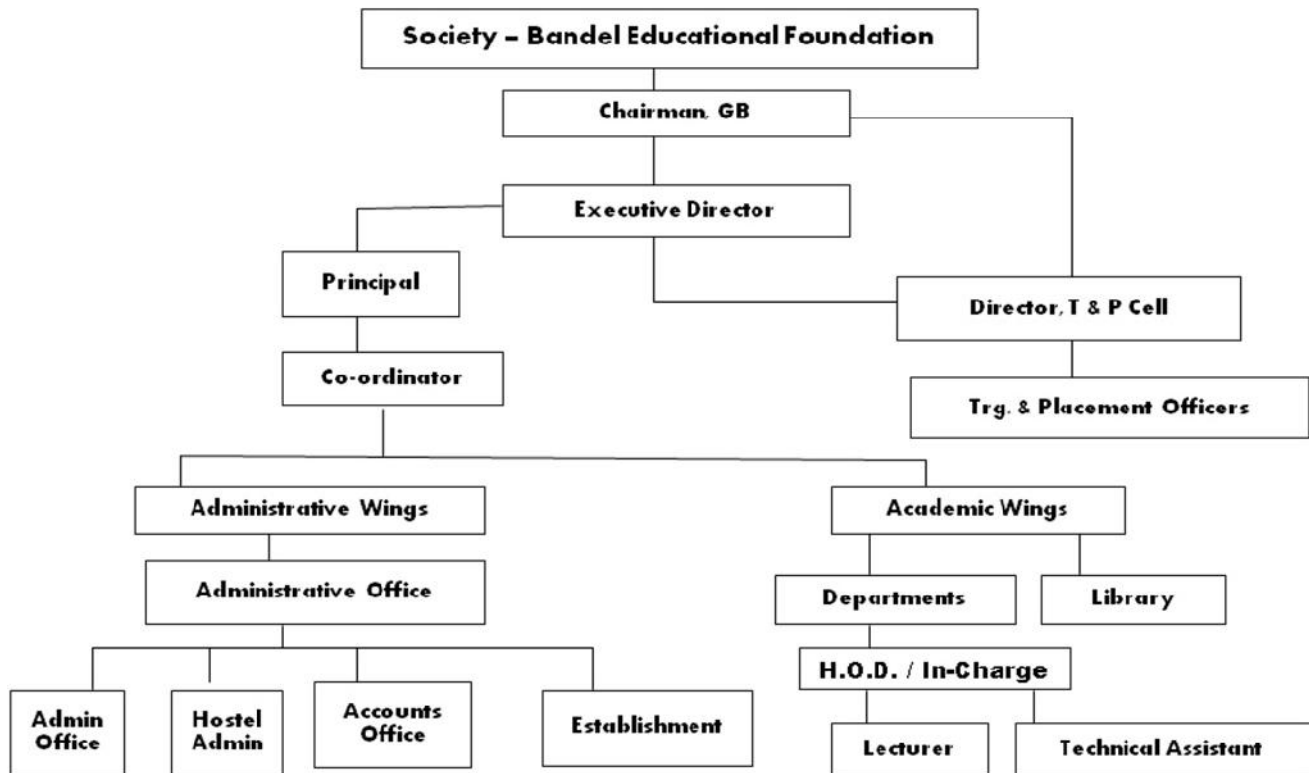 Society – Bandel Educational Foundation
Chairman, GB
Executive Director
Principal
Director, T & P Cell
Co-ordinator
Trg. & Placement Officers
Administrative Wings
Academic Wings
Administrative Office
Departments
Library
H.O.D. / In-Charge
Admin
Office
Hostel
Admin
Accounts
Office
Establishment
Lecturer
Technical Assistant